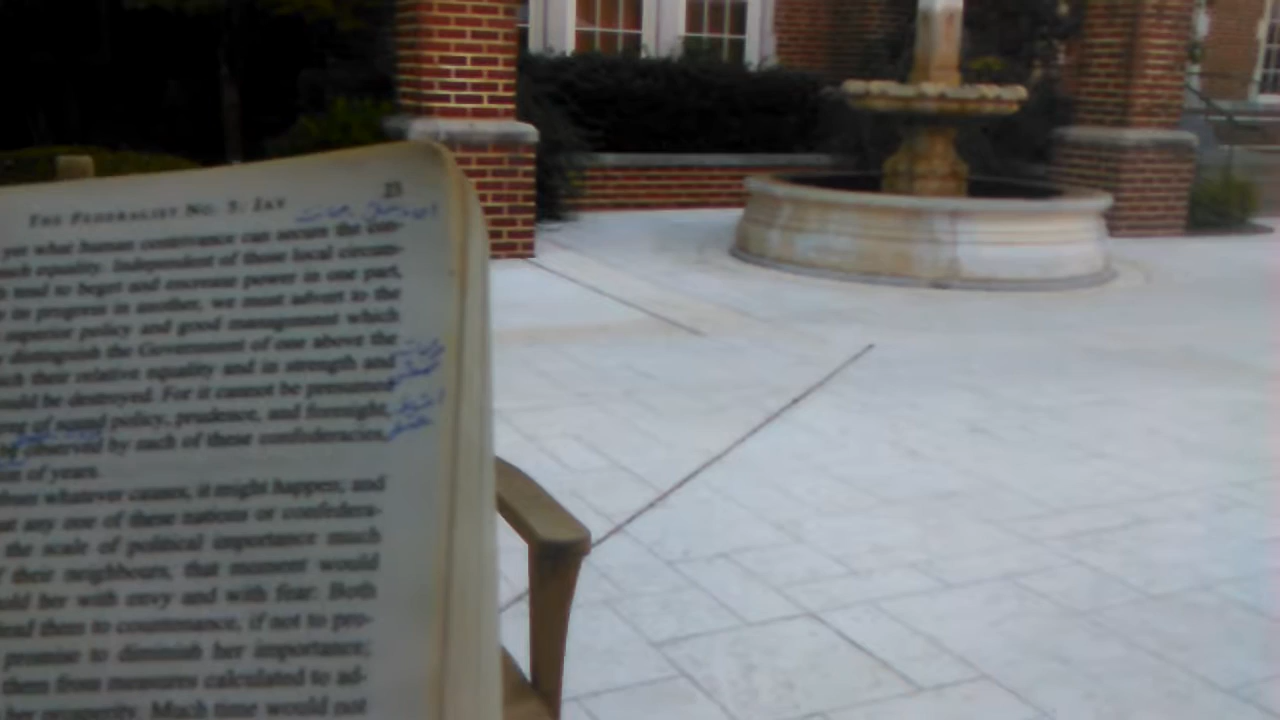 THE FEDERALIST NO. 5: JAY 23
yet what human contrivance can secure the con-
such equality. Independent of those local circum-
tend to beget and encrease power in one part,
its progress in another, we must advert to the
superior policy and good management which
distinguish the Government of one above the
which their relative equality and in strength and
would be destroyed. For it cannot be presumed
of sound policy, prudence, and foresight,
observed by each of these confederacies,
of years.
whatever causes, it might happen; and
any one of these nations or confedera-
the scale of political importance much
their neighbours, that moment would
her with envy and with fear. Both
lead them to countenance, if not to pro-
promise to diminish her importance;
them from measures calculated to ad-
her prosperity. Much time would not